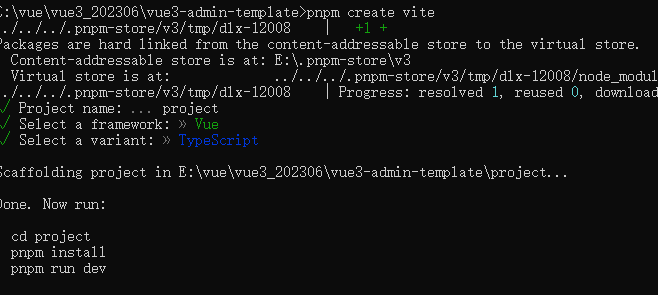 E:\vue\vue3_202306\vue3-admin-template>pnpm create vite
../../../.pnpm-store/v3/tmp/dlx-12008 | +1 +
Packages are hard linked from the content-addressable store to the virtual store.
Content-addressable store is at: E:\.pnpm-store\v3
Virtual store is at: ../../../.pnpm-store/v3/tmp/dlx-12008/node_modul
../../../.pnpm-store/v3/tmp/dlx-12008 | Progress: resolved 1, reused 0, download
√ Project name: ... project
√ Select a framework: » Vue
√ Select a variant: » TypeScript
Scaffolding project in E:\vue\vue3_202306\vue3-admin-template\project...
Done. Now run:
cd project
pnpm install
pnpm run dev